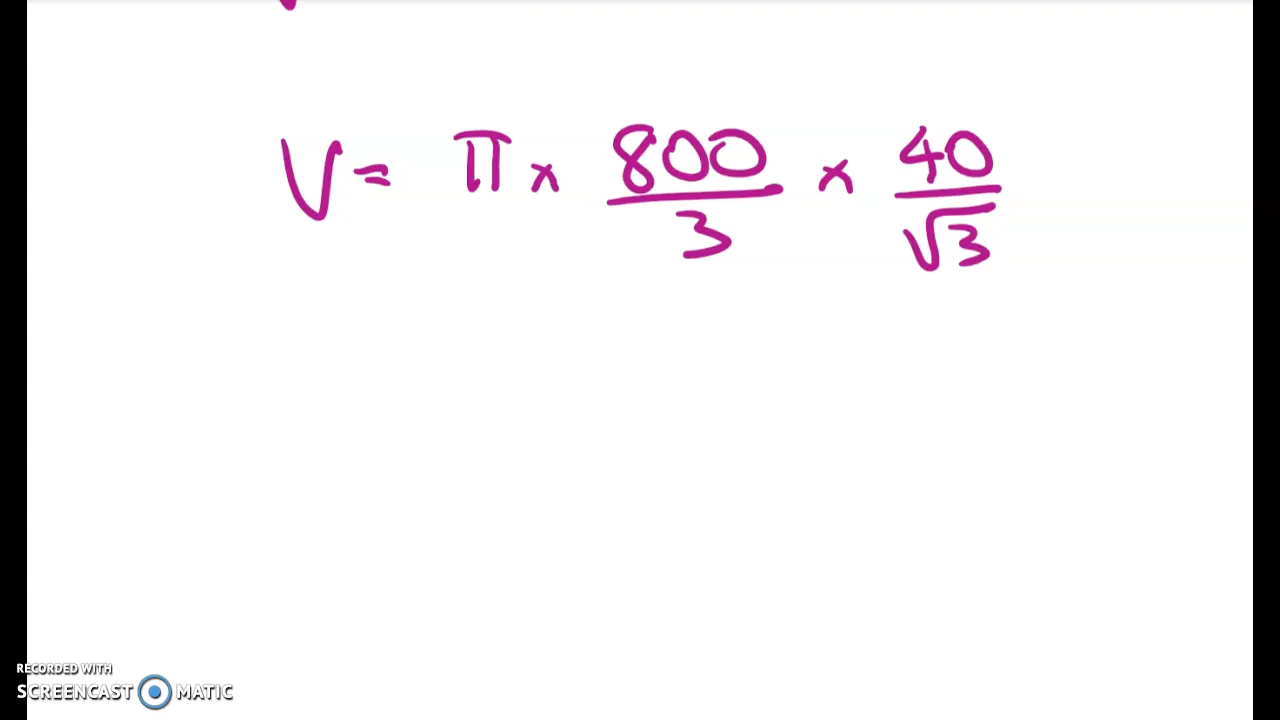 V = π × 800/3 × 40/√3
RECORDED WITH
SCREENCAST MATIC